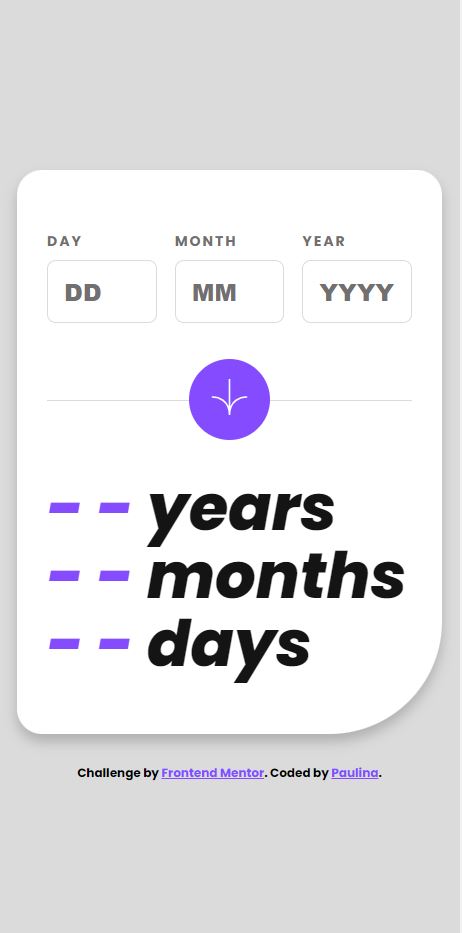 DAY MONTH YEAR
DD MM YYYY
- - years
- - months
- - days
Challenge by Frontend Mentor. Coded by Paulina.